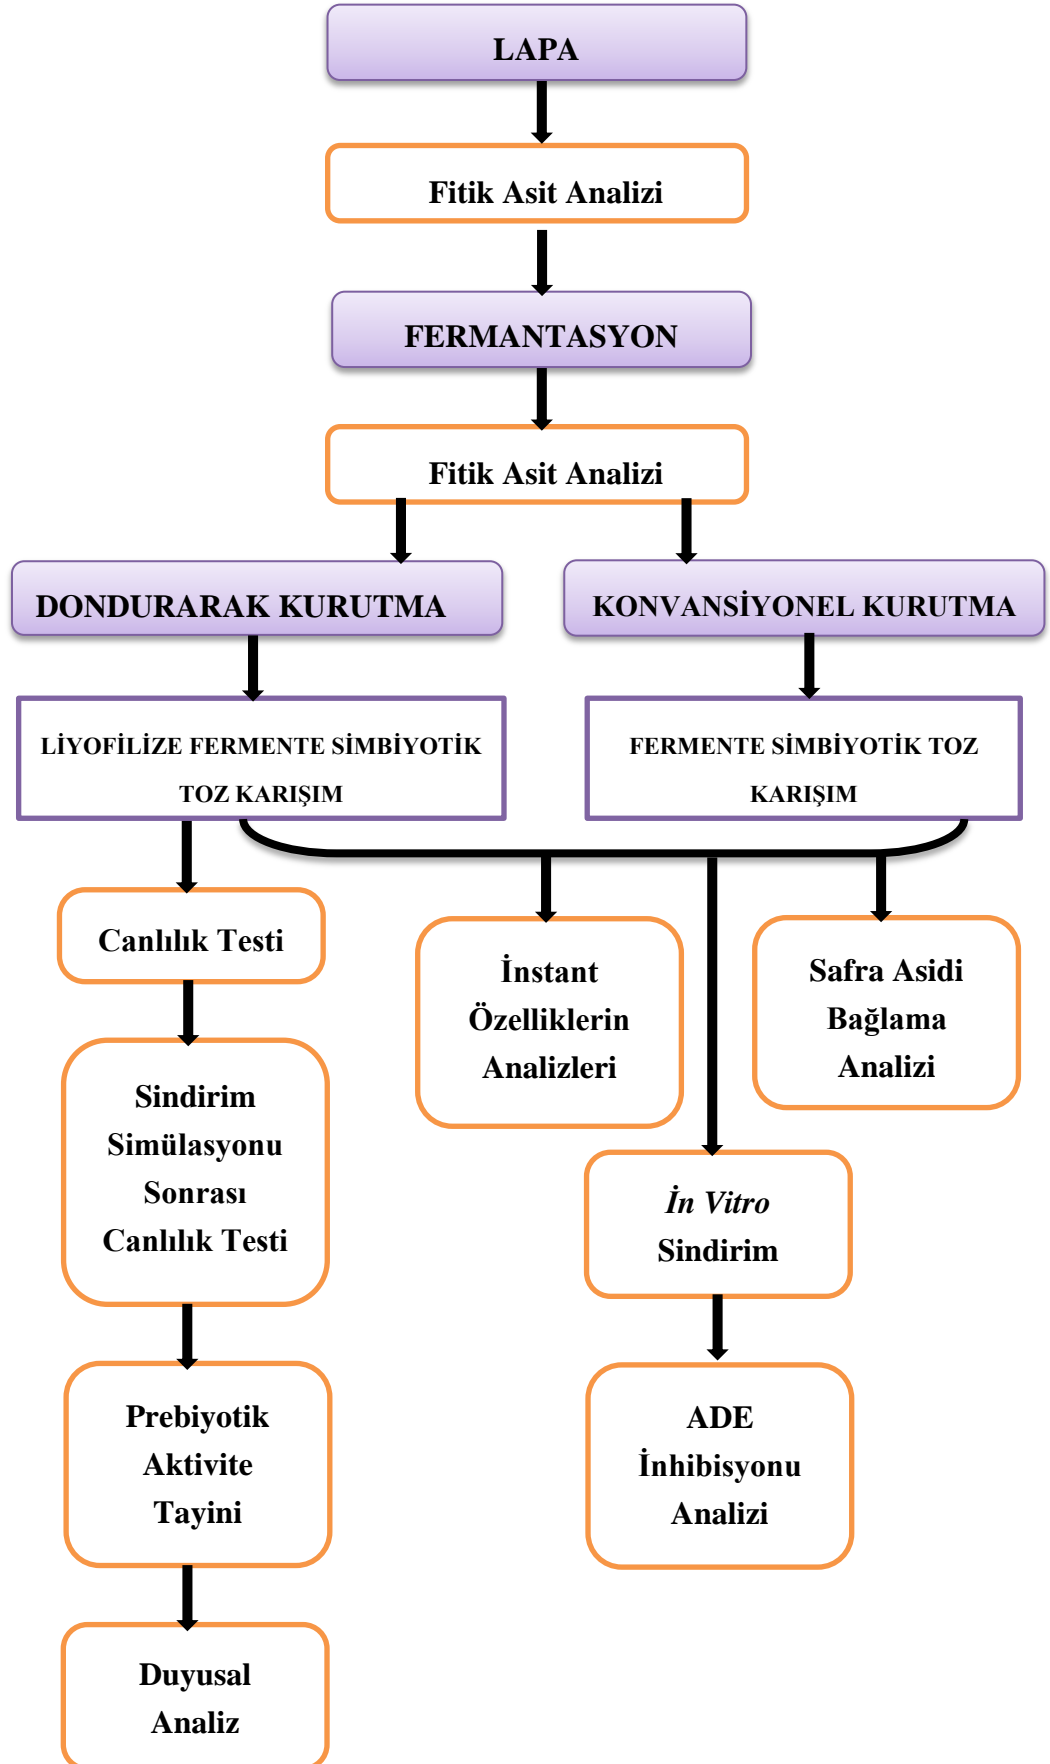 LAPA
Fitik Asit Analizi
FERMANTASYON
Fitik Asit Analizi
DONDURARAK KURUTMA
KONVANSİYONEL KURUTMA
LİYOFİLİZE FERMENTE SİMBİYOTİK
TOZ KARIŞIM
FERMENTE SİMBİYOTİK TOZ
KARIŞIM
Canlılık Testi
İnstant
Özelliklerin
Analizleri
Safra Asidi
Bağlama
Analizi
Sindirim
Simülasyonu
Sonrası
Canlılık Testi
İn Vitro
Sindirim
Prebiyotik
Aktivite
Tayini
ADE
İnhibisyonu
Analizi
Duyusal
Analiz